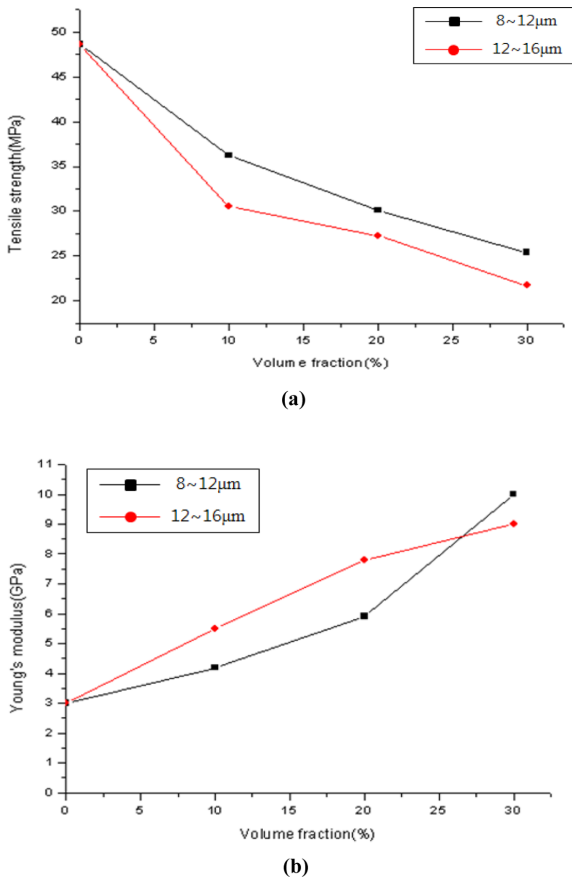 8~12μm
12~16μm
50
45
40
35
30
25
20
Tensile strength(MPa)
0 5 10 15 20 25 30
Volume fraction(%)
(a)
11
10
9
8
7
6
5
4
3
2
1
0
8~12μm
12~16μm
Young's modulus(GPa)
0 5 10 15 20 25 30
Volume fraction(%)
(b)